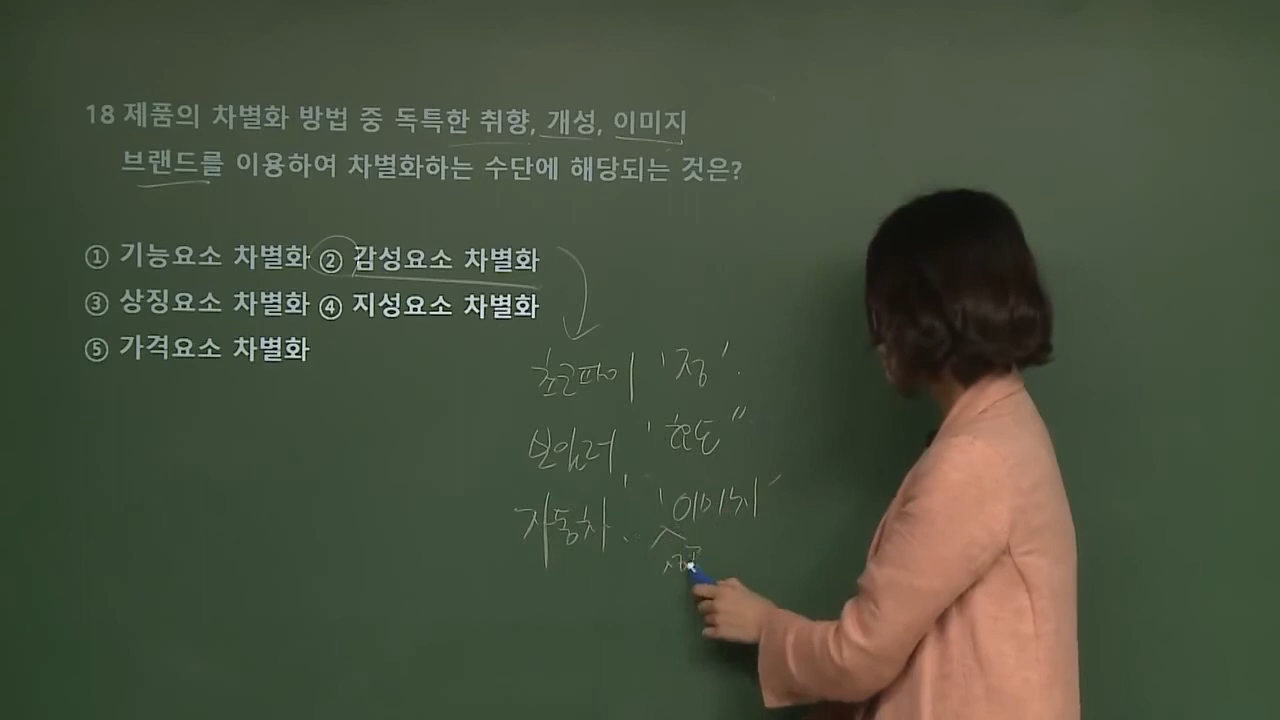 18 제품의 차별화 방법 중 독특한 취향, 개성, 이미지
브랜드를 이용하여 차별화하는 수단에 해당되는 것은?
① 기능요소 차별화 ② 감성요소 차별화
③ 상징요소 차별화 ④ 지성요소 차별화
⑤ 가격요소 차별화
초코파이 '정'.
보일러 '효도"
자동차. '이미지'